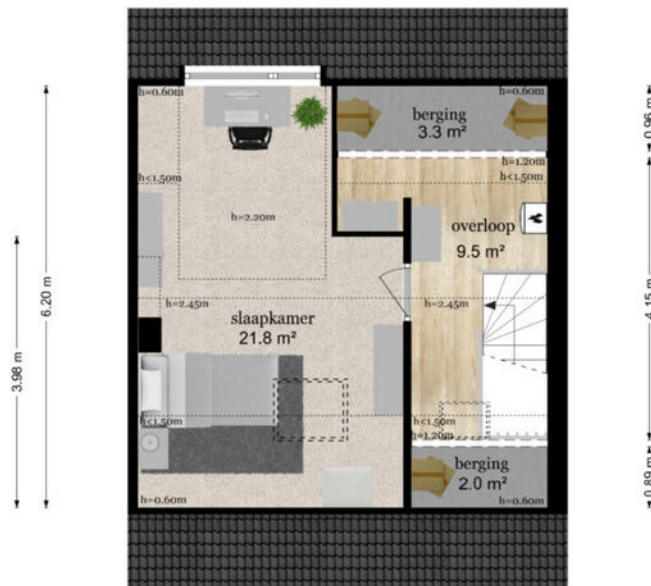 h=0.60m
h=0.60m
berging
3.3 m²
h=1.20m
h<1.50m
h<1.50m
h=2.20m
overloop
9.5 m²
h=2.45m
h=2.45m
slaapkamer
21.8 m²
h<1.50m
h<1.50m
h=1.20m
berging
2.0 m²
h=0.60m
h=0.60m
6.20 m
3.98 m
0.96 m
4.15 m
0.89 m